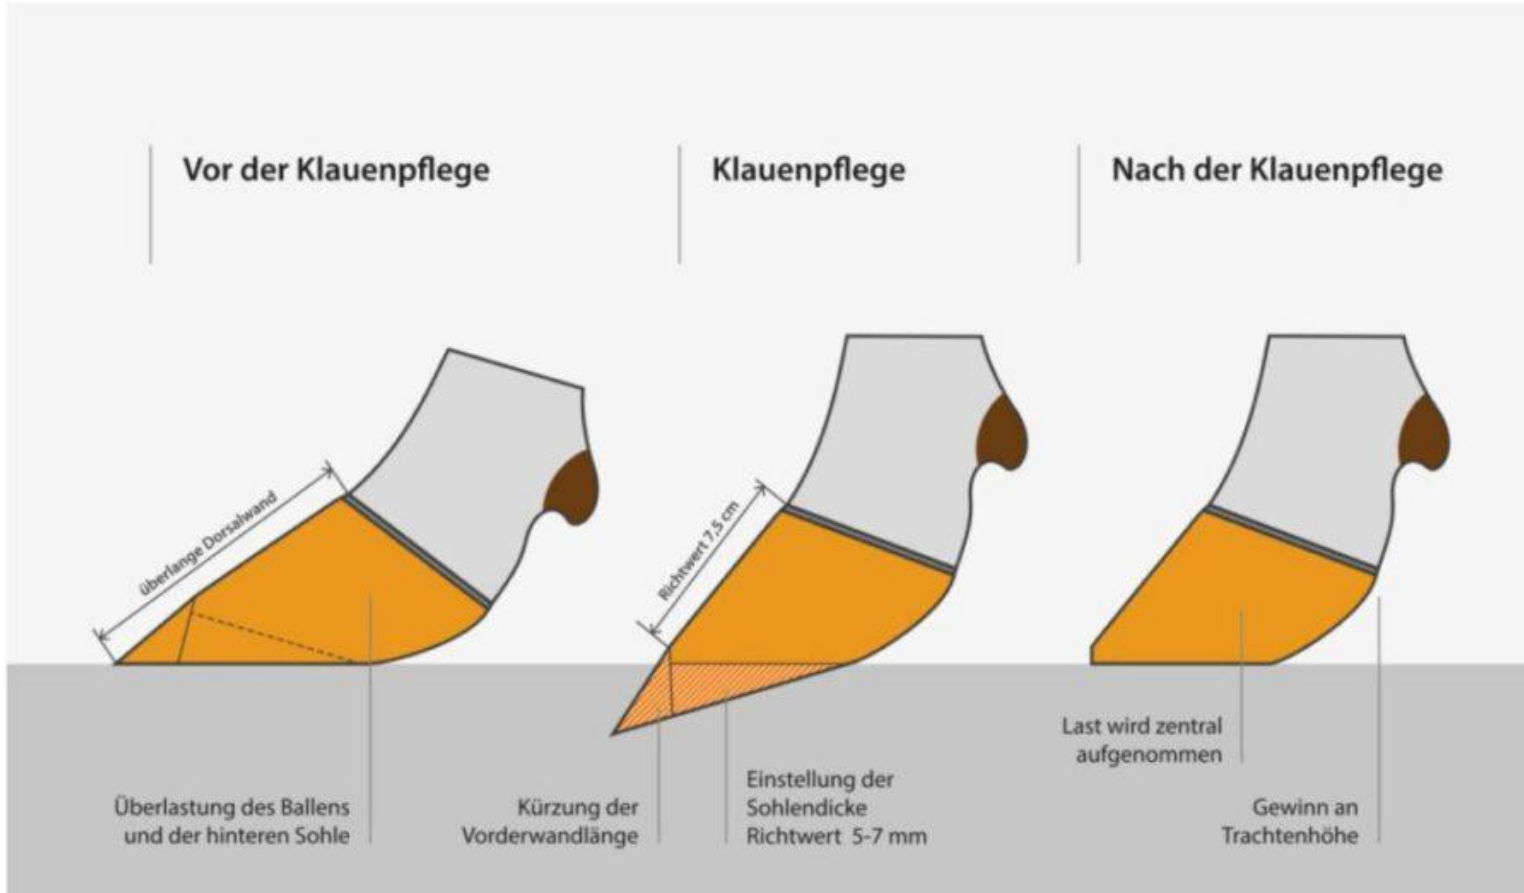 Vor der Klauenpflege
Klauenpflege
Nach der Klauenpflege
überlange Dorsalwand
Richtwert 7,5 cm
Überlastung des Ballens
und der hinteren Sohle
Kürzung der
Vorderwandlänge
Einstellung der
Sohlendicke
Richtwert 5-7 mm
Last wird zentral
aufgenommen
Gewinn an
Trachtenhöhe